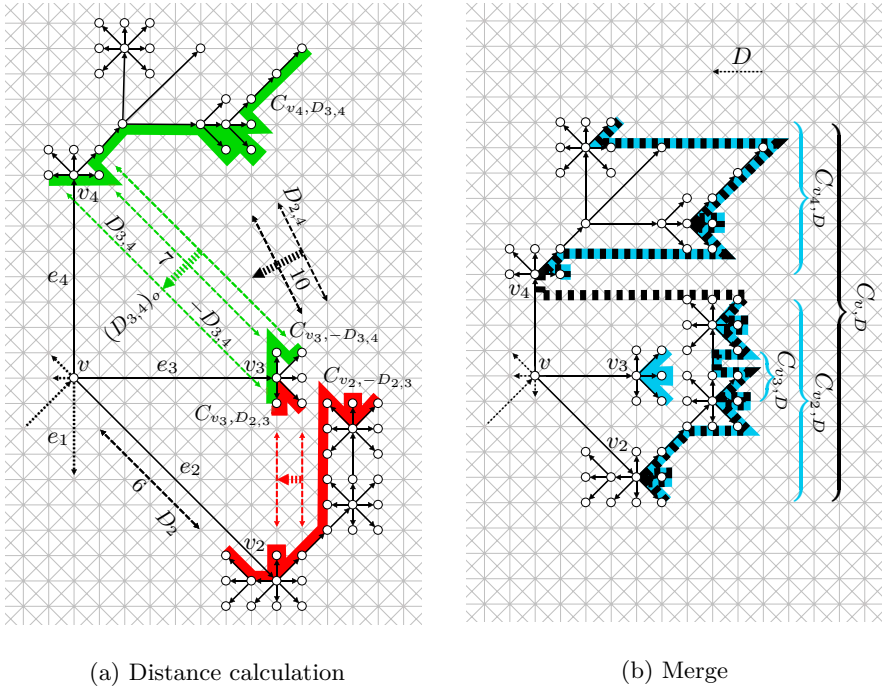 C_{v_4,D_{3,4}}
v_4
D_{3,4}
7
D_{2,4}
10
e_4
(D_{3,4})^o
−D_{3,4}
C_{v_3,−D_{3,4}}
v
e_3
v_3
C_{v_2,−D_{2,3}}
C_{v_3,D_{2,3}}
e_1
e_2
6
D_2
v_2
(a) Distance calculation
D
C_{v_4,D}
C_{v,D}
v_4
v
v_3
C_{v_3,D}
C_{v_2,D}
v_2
(b) Merge